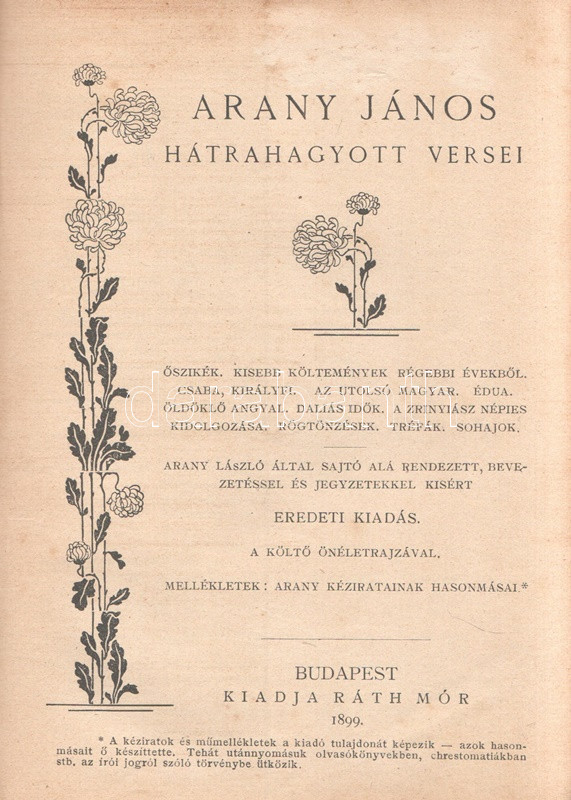 ARANY JÁNOS
HÁTRAHAGYOTT VERSEI
ŐSZIKÉK. KISEBB KÖLTEMÉNYEK RÉGEBBI ÉVEKBŐL.
CSABA, KIRÁLYFI. AZ UTOLSÓ MAGYAR. ÉDUA.
ÖLDÖKLŐ ANGYAL. DALIÁS IDŐK. A ZRINYIÁSZ NÉPIES
KIDOLGOZÁSA. RÖGTÖNZÉSEK. TRÉFÁK. SOHAJOK.
ARANY LÁSZLÓ ÁLTAL SAJTÓ ALÁ RENDEZETT, BEVE-
ZETÉSSEL ÉS JEGYZETEKKEL KISÉRT
EREDETI KIADÁS.
A KÖLTŐ ÖNÉLETRAJZÁVAL.
MELLÉKLETEK: ARANY KÉZIRATAINAK HASONMÁSAI.*
BUDAPEST
KIADJA RÁTH MÓR
1899.
* A kéziratok és műmellékletek a kiadó tulajdonát képezik — azok hason-
másait ő készíttette. Tehát utánnyomásuk olvasókönyvekben, chrestomatiákban
stb. az írói jogról szóló törvénybe ütközik.